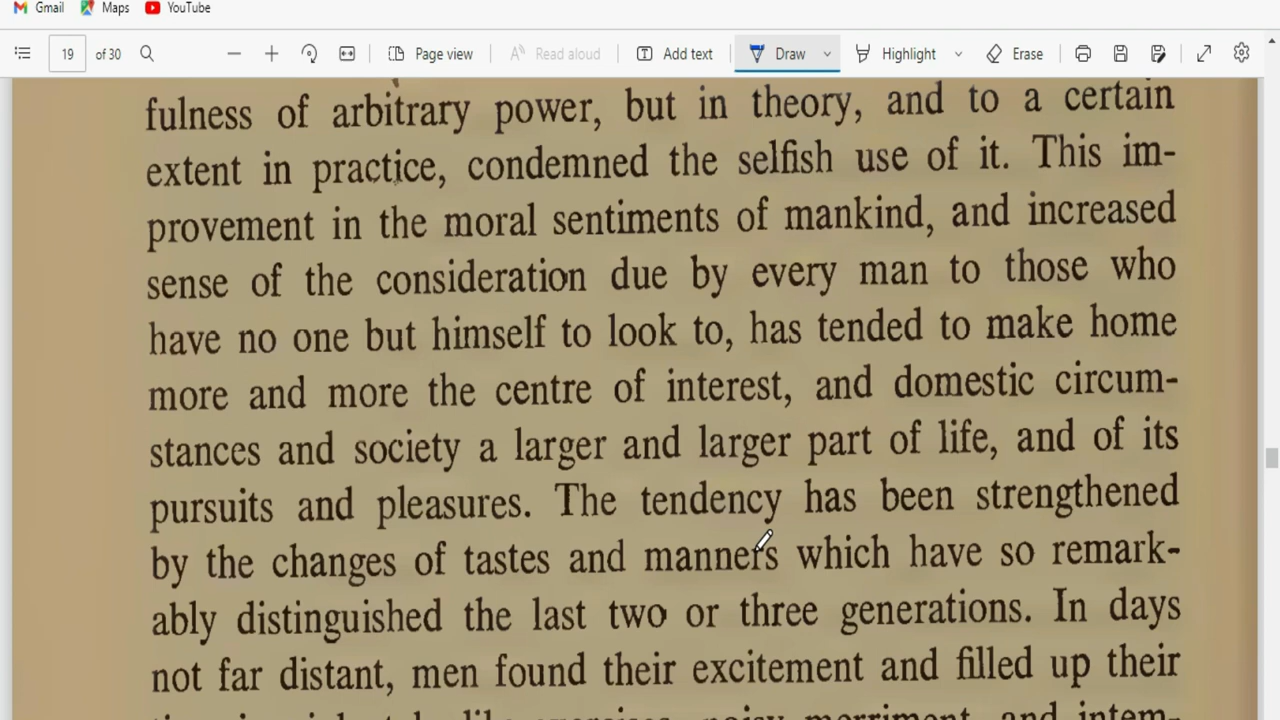 Gmail Maps YouTube
19 of 30 Page view Read aloud Add text Draw Highlight Erase
fulness of arbitrary power, but in theory, and to a certain
extent in practice, condemned the selfish use of it. This im-
provement in the moral sentiments of mankind, and increased
sense of the consideration due by every man to those who
have no one but himself to look to, has tended to make home
more and more the centre of interest, and domestic circum-
stances and society a larger and larger part of life, and of its
pursuits and pleasures. The tendency has been strengthened
by the changes of tastes and manners which have so remark-
ably distinguished the last two or three generations. In days
not far distant, men found their excitement and filled up their
noisy merriment, and intem-